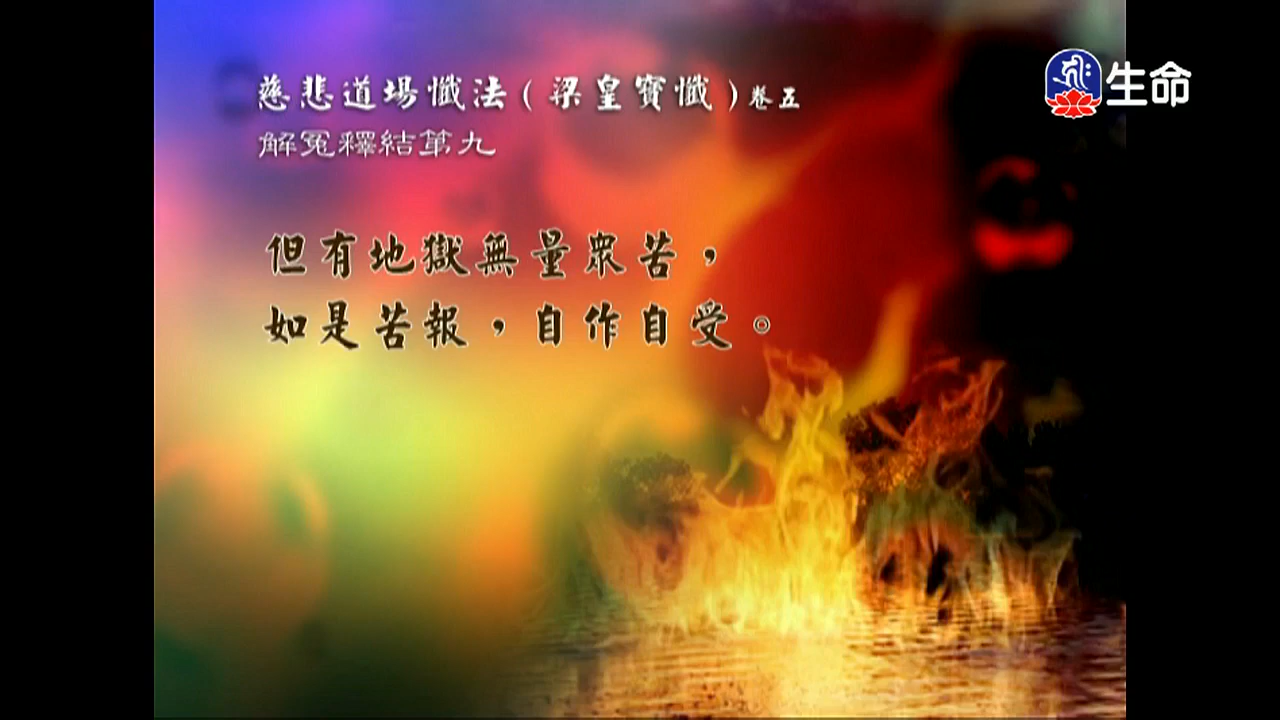 慈悲道場懺法(梁皇寶懺)卷五
解冤釋結第九
生命
但有地獄無量眾苦，
如是苦報，自作自受。